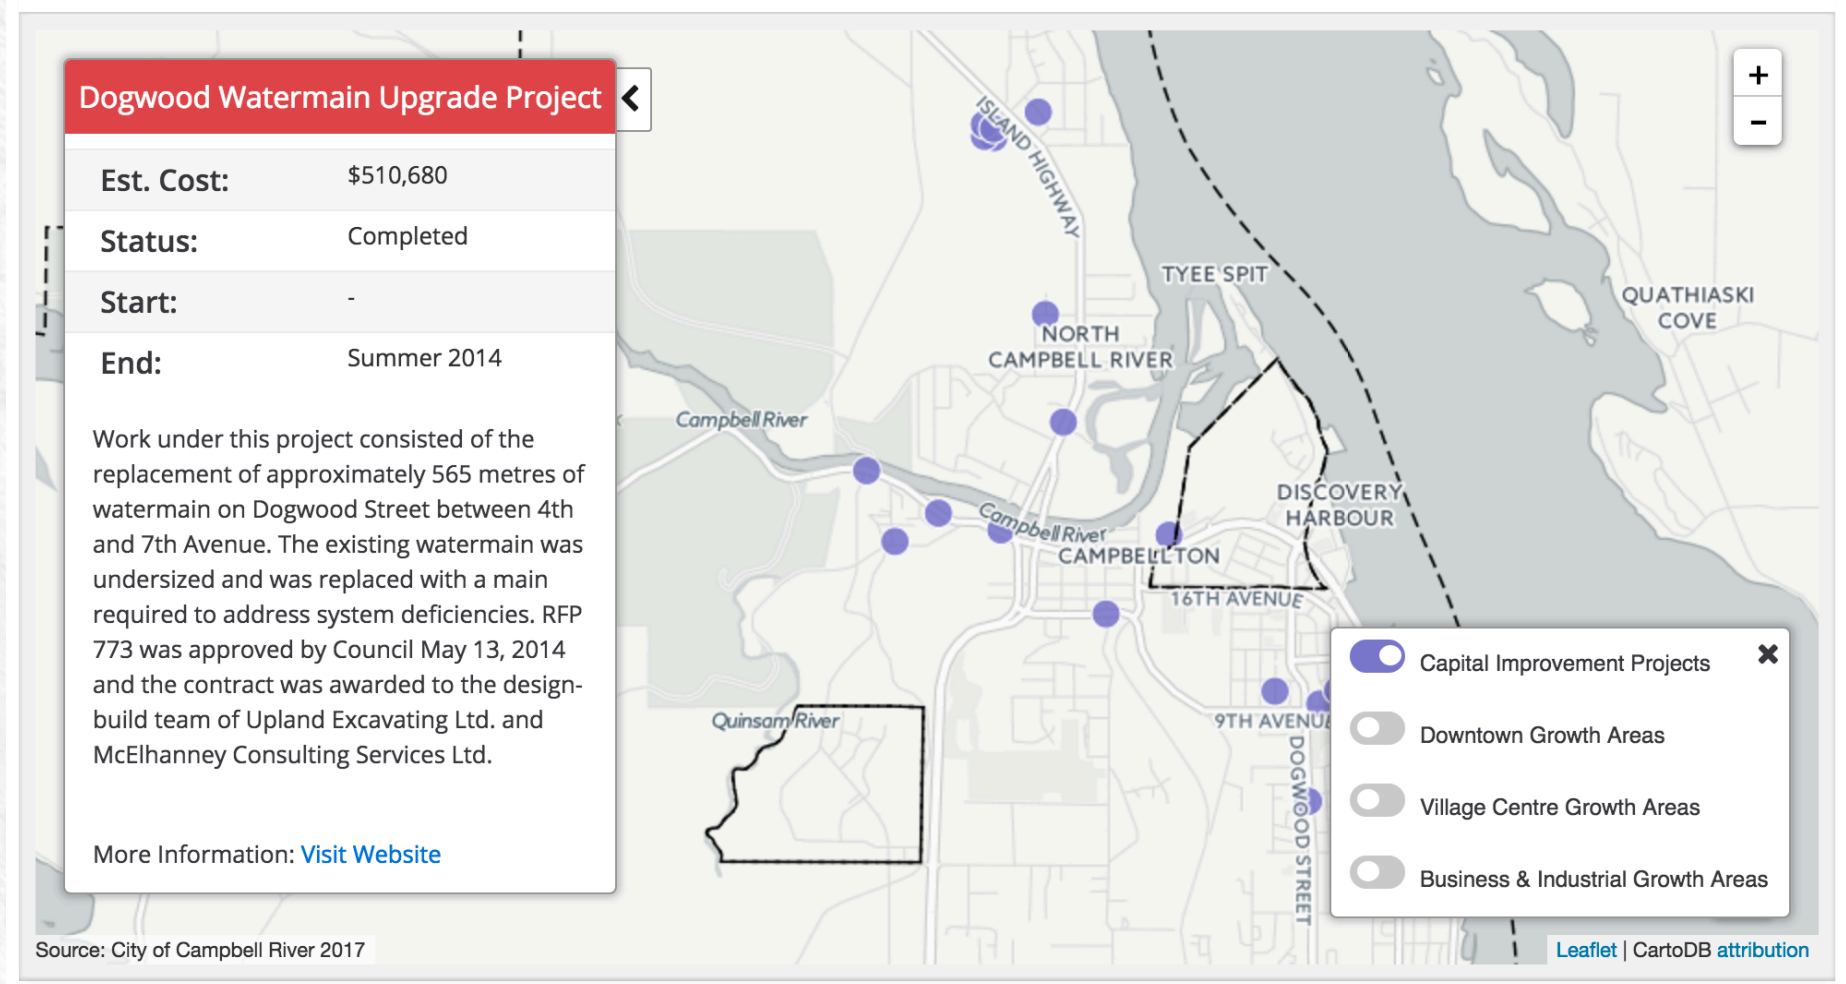 Dogwood Watermain Upgrade Project
Est. Cost: $510,680
Status: Completed
Start: -
End: Summer 2014
Work under this project consisted of the
replacement of approximately 565 metres of
watermain on Dogwood Street between 4th
and 7th Avenue. The existing watermain was
undersized and was replaced with a main
required to address system deficiencies. RFP
773 was approved by Council May 13, 2014
and the contract was awarded to the design-
build team of Upland Excavating Ltd. and
McElhanney Consulting Services Ltd.
More Information: Visit Website
Source: City of Campbell River 2017
+
-
ISLAND HIGHWAY
TYEE SPIT
QUATHIASKI
COVE
NORTH
CAMPBELL RIVER
Campbell River
DISCOVERY
HARBOUR
Campbell River
CAMPBELLTON
16TH AVENUE
Quinsam River
9TH AVENUE
DOGWOOD STREET
Capital Improvement Projects
Downtown Growth Areas
Village Centre Growth Areas
Business & Industrial Growth Areas
Leaflet | CartoDB attribution